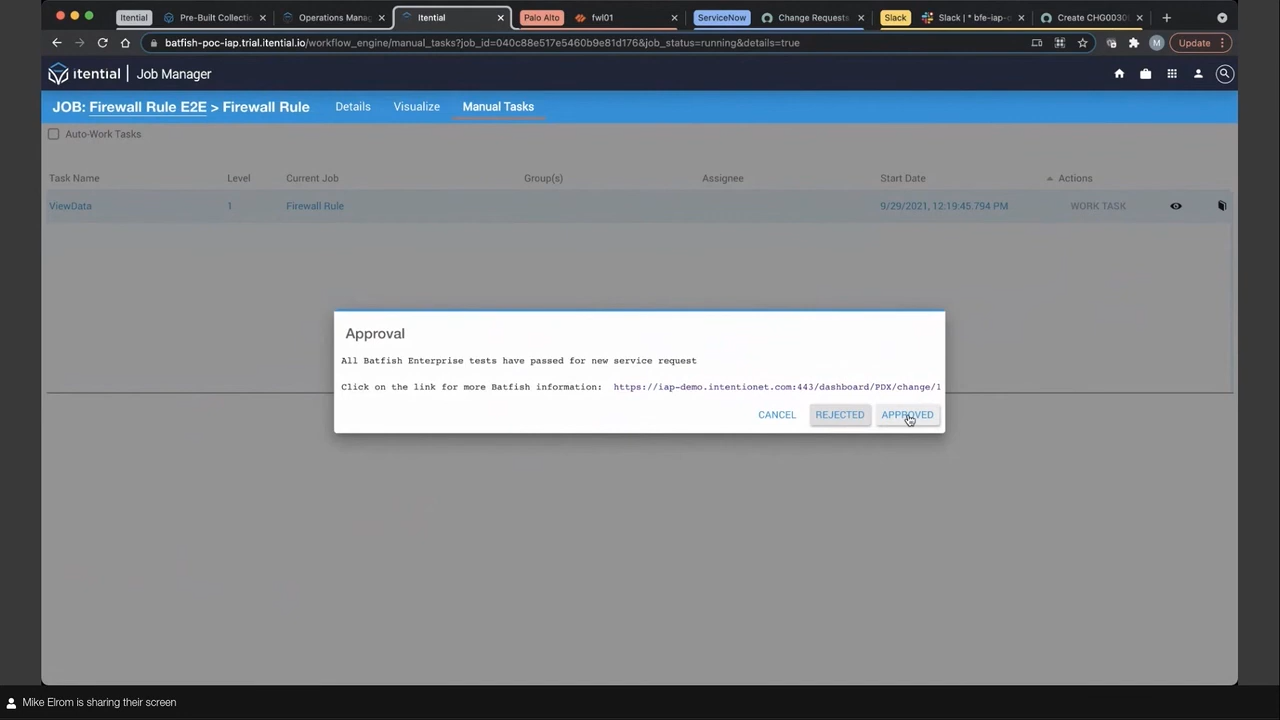 Itential
Pre-Built Collectic
Operations Manag
Itential
Palo Alto
fwl01
ServiceNow
Change Requests
Slack
Slack | * bfe-iap-d
Create CHG0030
batfish-poc-iap.trial.itential.io/workflow_engine/manual_tasks?job_id=040c88e517e5460b9e81d176&job_status=running&details=true
M
Update
itential | Job Manager
JOB: Firewall Rule E2E > Firewall Rule
Details
Visualize
Manual Tasks
Auto-Work Tasks
Task Name
Level
Current Job
Group(s)
Assignee
Start Date
Actions
ViewData
1
Firewall Rule
9/29/2021, 12:19:45.794 PM
WORK TASK
Approval
All Batfish Enterprise tests have passed for new service request
Click on the link for more Batfish information: https://iap-demo.intentionet.com:443/dashboard/PDX/change/1
CANCEL
REJECTED
APPROVED
Mike Elrom is sharing their screen